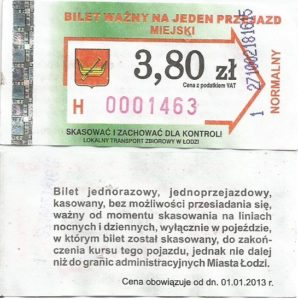 BILET WAŻNY NA JEDEN PRZEJAZD
MIEJSKI
3,80 zł
Cena z podatkiem VAT
H 0001463
NORMALNY
SKASOWAĆ I ZACHOWAĆ DLA KONTROLI
LOKALNY TRANSPORT ZBIOROWY W ŁODZI
Bilet jednorazowy, jednoprzejazdowy,
kasowany, bez możliwości przesiadania się,
ważny od momentu skasowania na liniach
nocnych i dziennych, wyłącznie w pojeździe,
w którym bilet został skasowany, do zakoń-
czenia kursu tego pojazdu, jednak nie dalej
niż do granic administracyjnych Miasta Łodzi.
Cena obowiązuje od dn. 01.01.2013 r.